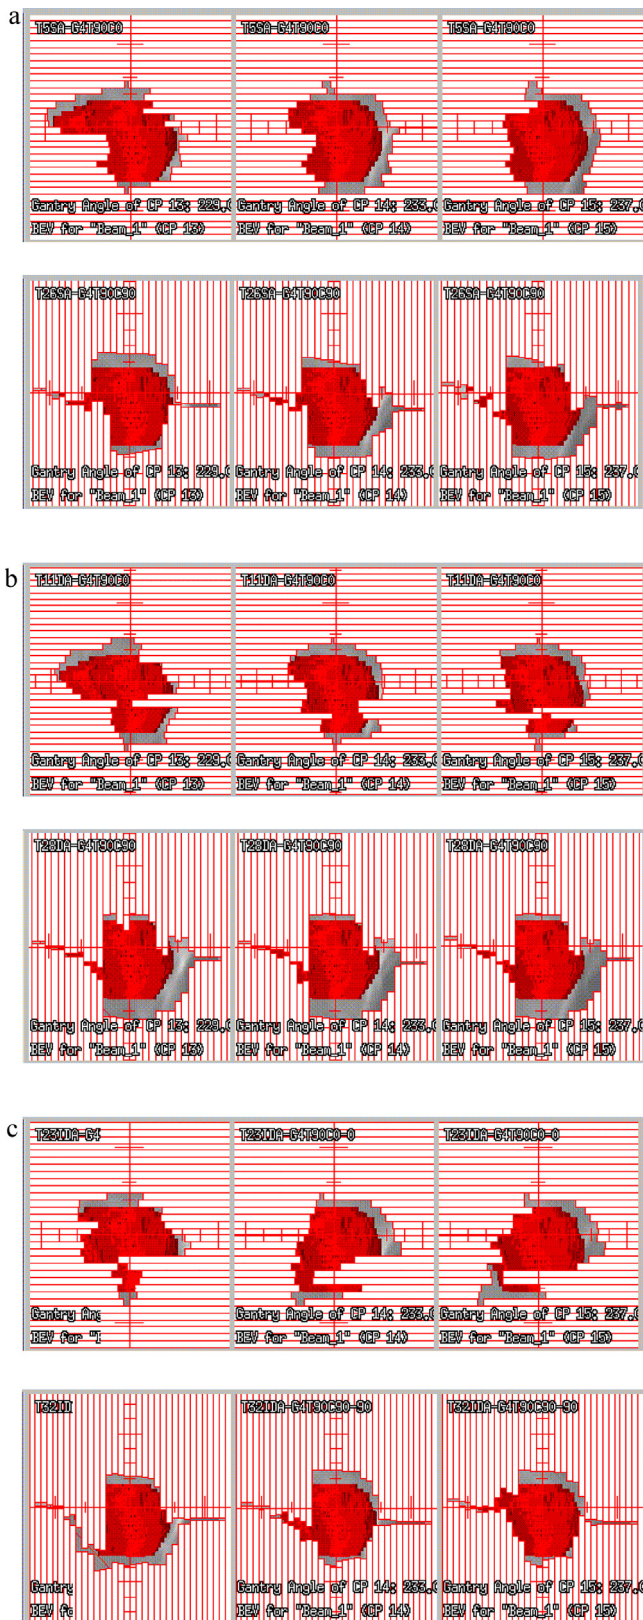 a
T5SA-G4T90C0 T5SA-G4T90C0 T5SA-G4T90C0
Gantry Angle of CP 13: 229. Gantry Angle of CP 14: 233. Gantry Angle of CP 15: 237.
BEV for "Beam_1" (CP 13) BEV for "Beam_1" (CP 14) BEV for "Beam_1" (CP 15)
T26SA-G4T90C90 T26SA-G4T90C90 T26SA-G4T90C90
Gantry Angle of CP 13: 229. Gantry Angle of CP 14: 233. Gantry Angle of CP 15: 237.
BEV for "Beam_1" (CP 13) BEV for "Beam_1" (CP 14) BEV for "Beam_1" (CP 15)
b
T11DA-G4T90C0 T11DA-G4T90C0 T11DA-G4T90C0
Gantry Angle of CP 13: 229. Gantry Angle of CP 14: 233. Gantry Angle of CP 15: 237.
BEV for "Beam_1" (CP 13) BEV for "Beam_1" (CP 14) BEV for "Beam_1" (CP 15)
T28DA-G4T90C90 T28DA-G4T90C90 T28DA-G4T90C90
Gantry Angle of CP 13: 229. Gantry Angle of CP 14: 233. Gantry Angle of CP 15: 237.
BEV for "Beam_1" (CP 13) BEV for "Beam_1" (CP 14) BEV for "Beam_1" (CP 15)
c
T23IDA-G4 T23IDA-G4T90C0-0 T23IDA-G4T90C0-0
Gantry Ang Gantry Angle of CP 14: 233. Gantry Angle of CP 15: 237.
BEV for "B BEV for "Beam_1" (CP 14) BEV for "Beam_1" (CP 15)
T32ID T32IDA-G4T90C90-90 T32IDA-G4T90C90-90
Gantry Gantry Angle of CP 14: 233. Gantry Angle of CP 15: 237.
BEV fo BEV for "Beam_1" (CP 14) BEV for "Beam_1" (CP 15)